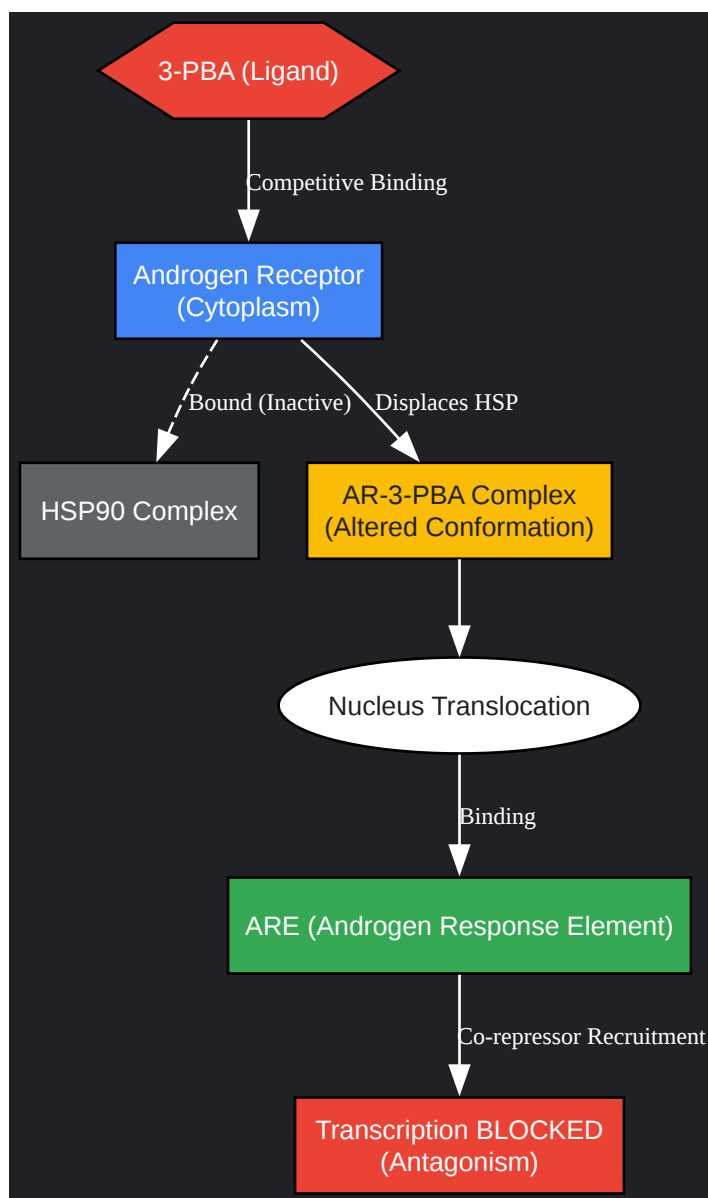 3-PBA (Ligand)
Competitive Binding
Androgen Receptor
(Cytoplasm)
Bound (Inactive)
Displaces HSP
HSP90 Complex
AR-3-PBA Complex
(Altered Conformation)
Nucleus Translocation
Binding
ARE (Androgen Response Element)
Co-repressor Recruitment
Transcription BLOCKED
(Antagonism)